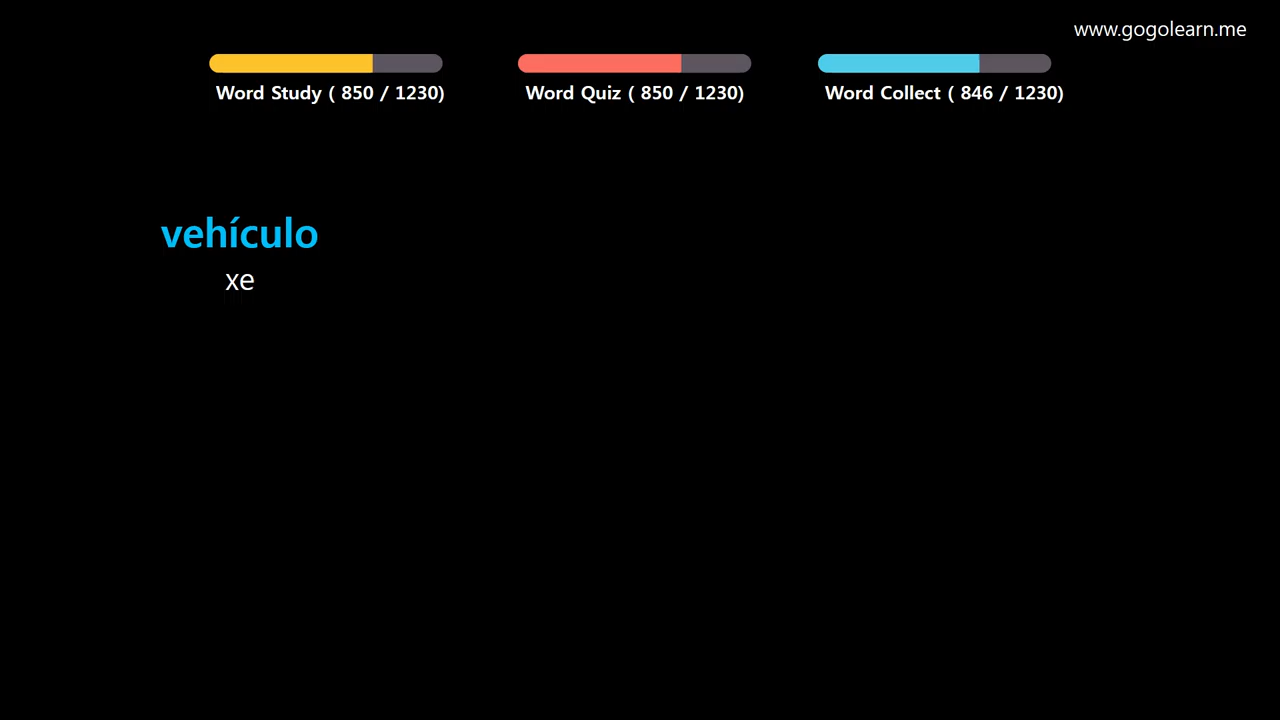 www.gogolearn.me
Word Study ( 850 / 1230)
Word Quiz ( 850 / 1230)
Word Collect ( 846 / 1230)
vehículo
xe